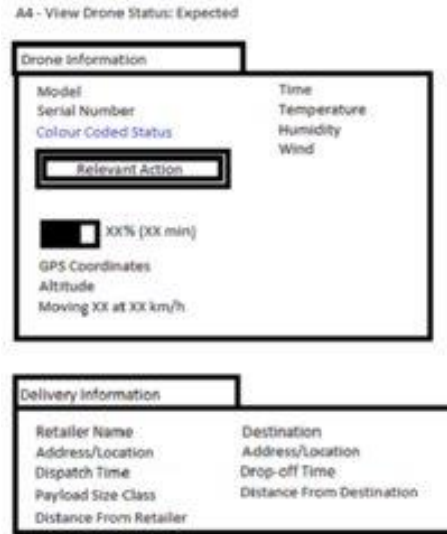 A4 - View Drone Status: Expected
Drone Information
Model
Serial Number
Colour Coded Status
Relevant Action
XX% (XX min)
GPS Coordinates
Altitude
Moving XX at XX km/h
Time
Temperature
Humidity
Wind
Delivery Information
Retailer Name
Address/Location
Dispatch Time
Payload Size Class
Distance From Retailer
Destination
Address/Location
Drop-off Time
Distance From Destination